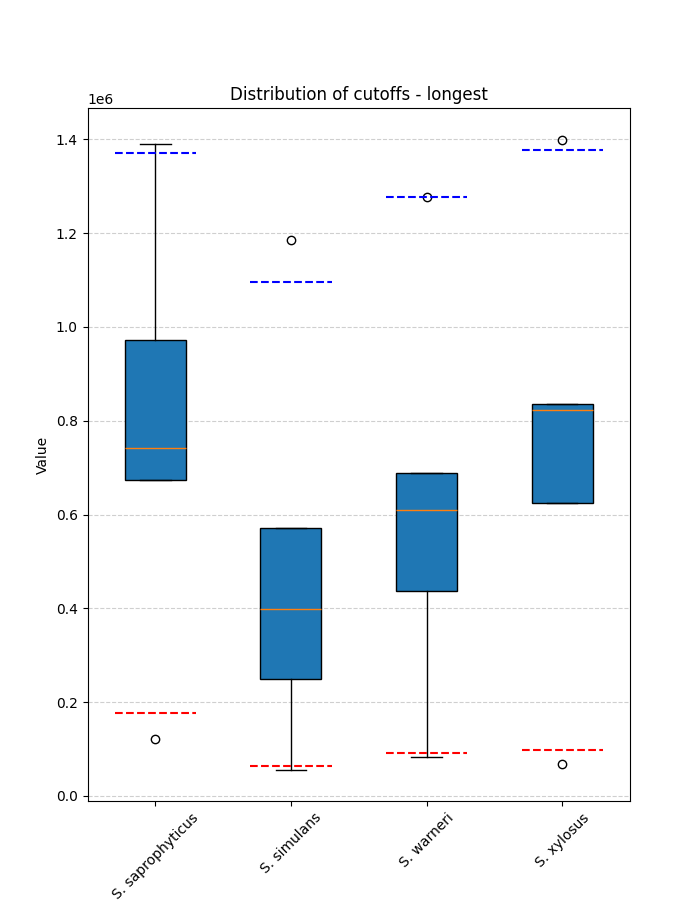 Distribution of cutoffs - longest
1e6
1.4
1.2
1.0
0.8
0.6
0.4
0.2
0.0
Value
S. saprophyticus
S. simulans
S. warneri
S. xylosus